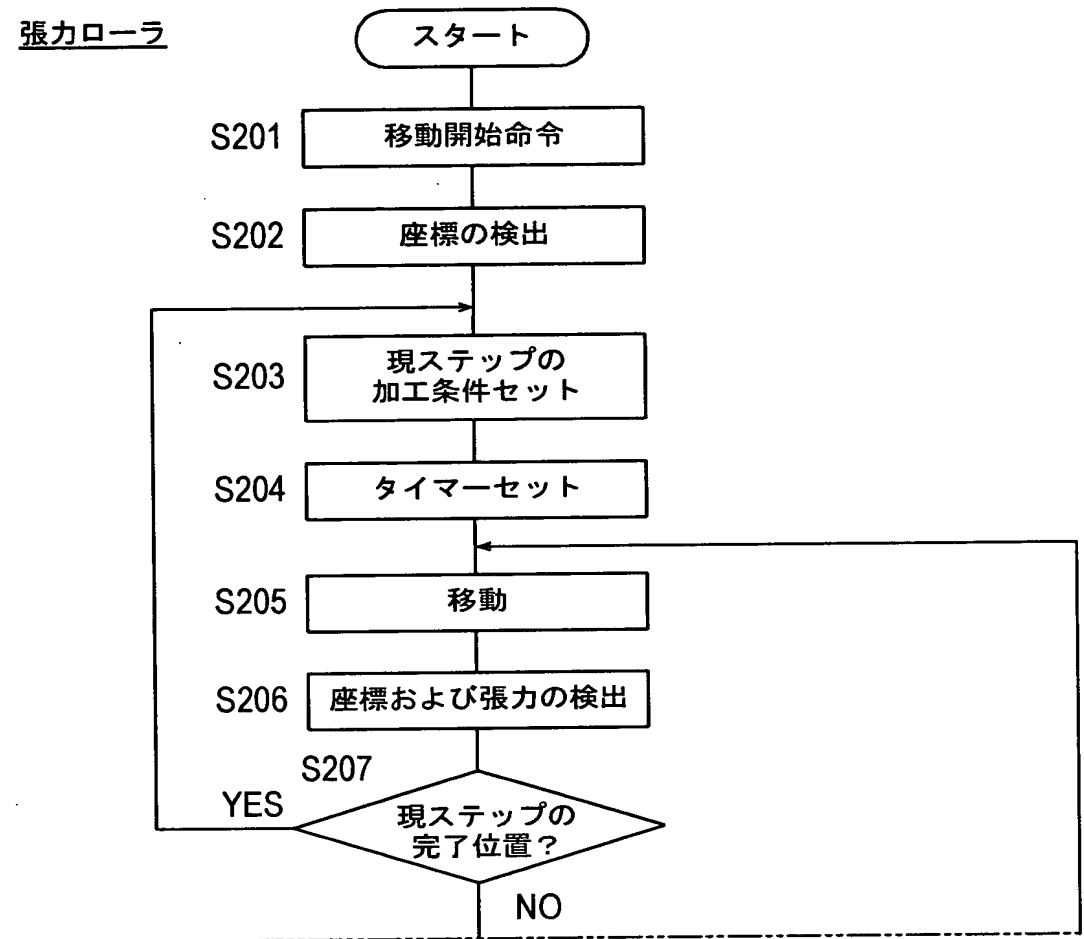 張力ローラ
スタート
S201
移動開始命令
S202
座標の検出
S203
現ステップの
加工条件セット
S204
タイマーセット
S205
移動
S206
座標および張力の検出
S207
YES
現ステップの
完了位置？
NO